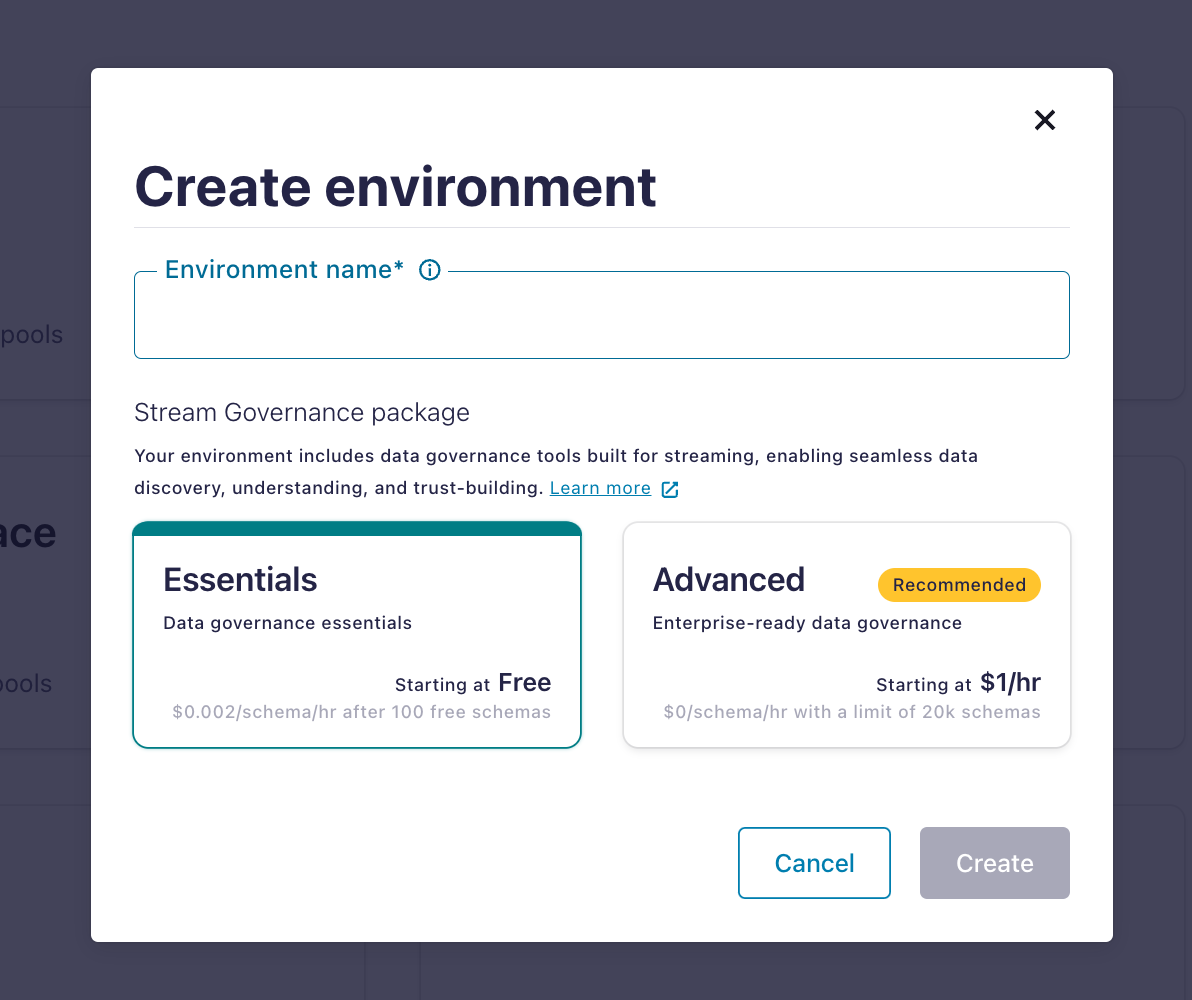 Create environment
Environment name*
pools
Stream Governance package
Your environment includes data governance tools built for streaming, enabling seamless data
discovery, understanding, and trust-building. Learn more
ace
Essentials
Data governance essentials
Starting at Free
$0.002/schema/hr after 100 free schemas
Advanced
Recommended
Enterprise-ready data governance
Starting at $1/hr
$0/schema/hr with a limit of 20k schemas
pools
Cancel
Create